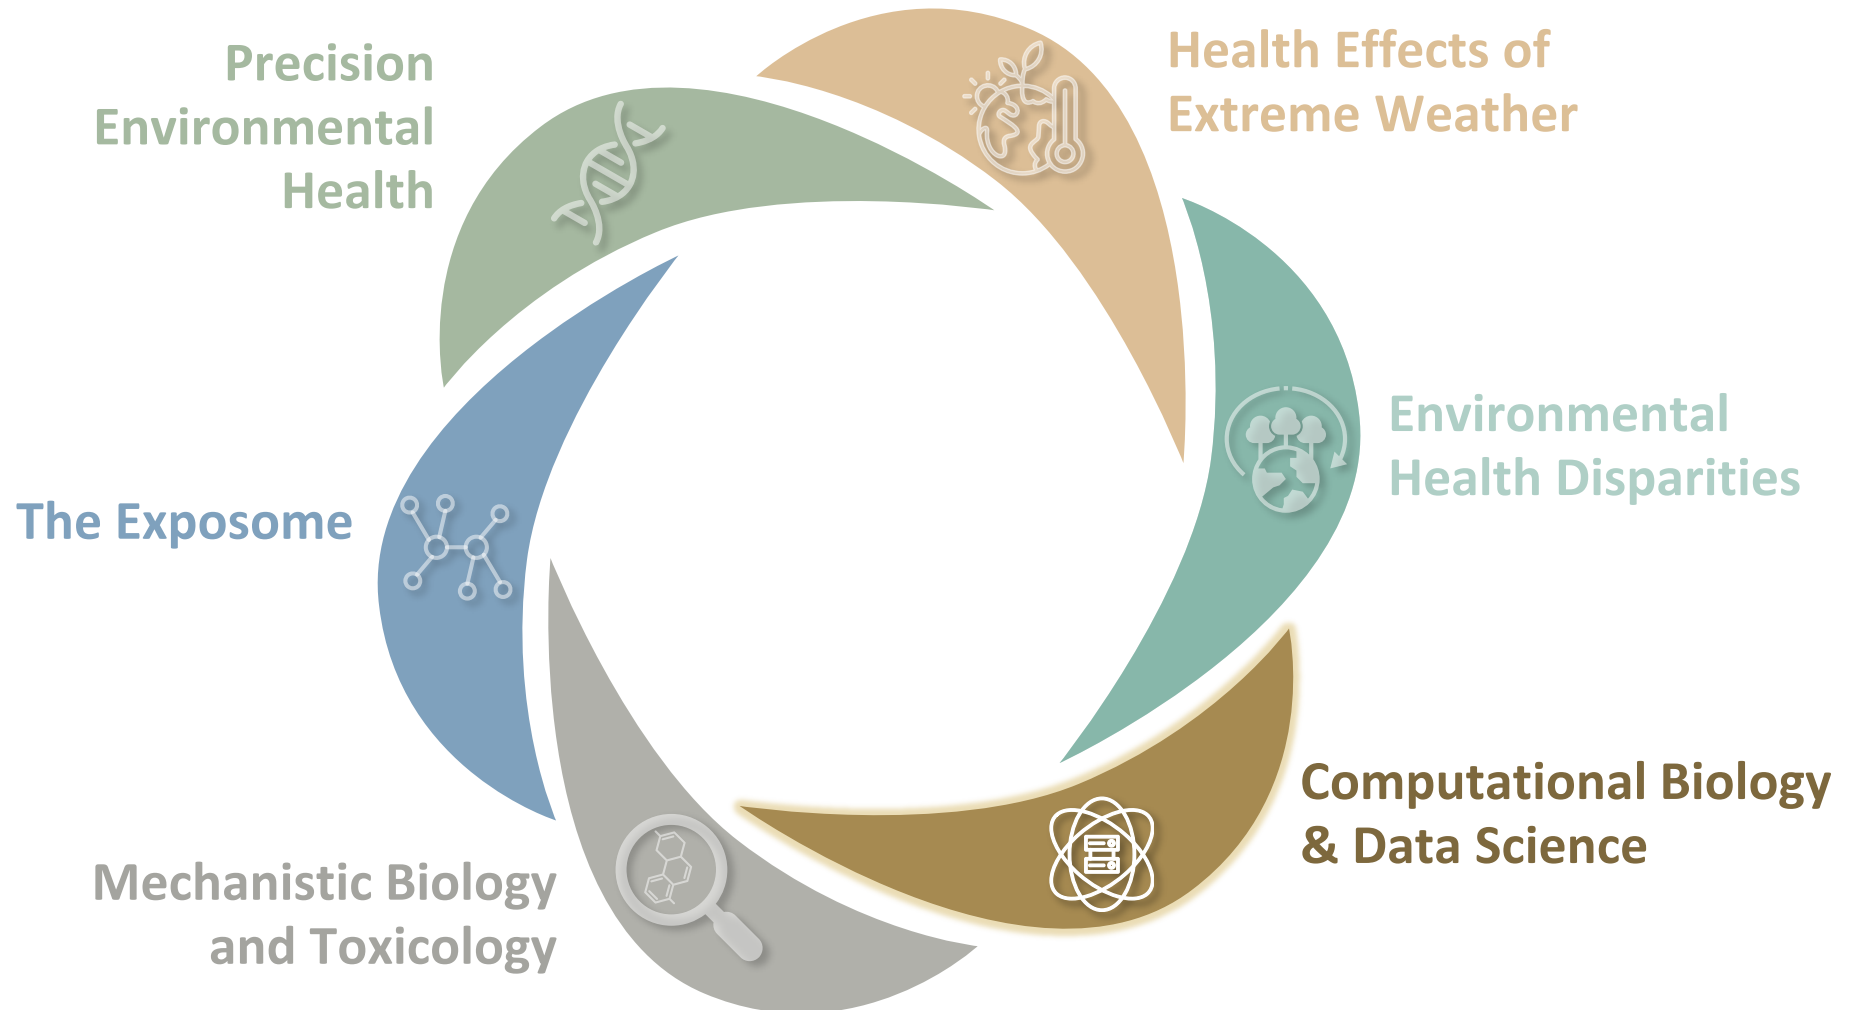 Precision
Environmental
Health
Health Effects of
Extreme Weather
Environmental
Health Disparities
The Exposome
Computational Biology
& Data Science
Mechanistic Biology
and Toxicology